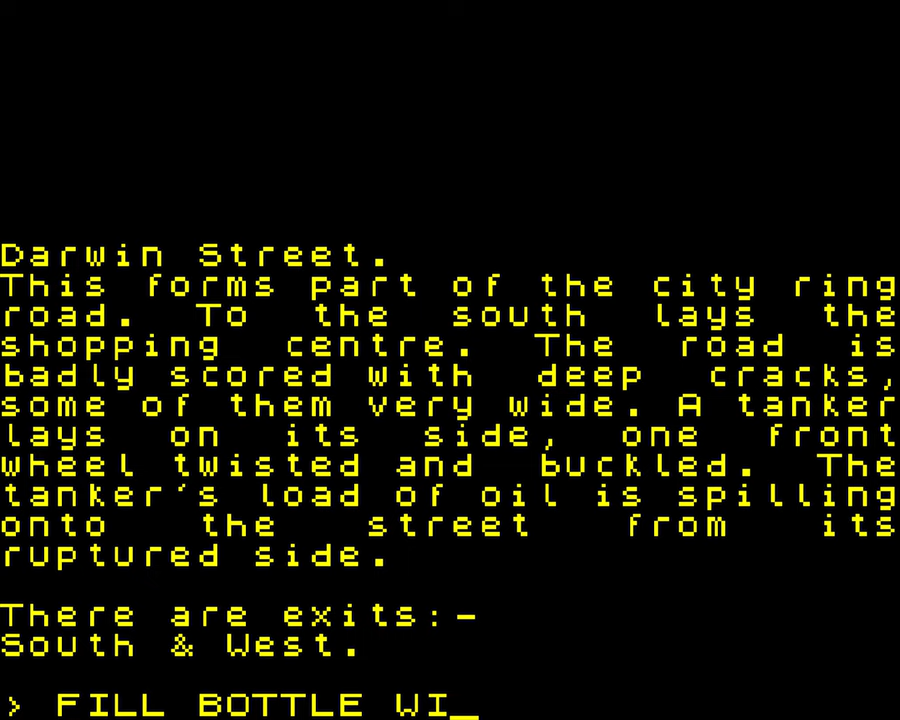 Darwin Street.
This forms part of the city ring
road. To the south lays the
shopping centre. The road is
badly scored with deep cracks,
some of them very wide. A tanker
lays on its side, one front
wheel twisted and buckled. The
tanker's load of oil is spilling
onto the street from its
ruptured side.
There are exits:-
South & West.
> FILL BOTTLE WI_